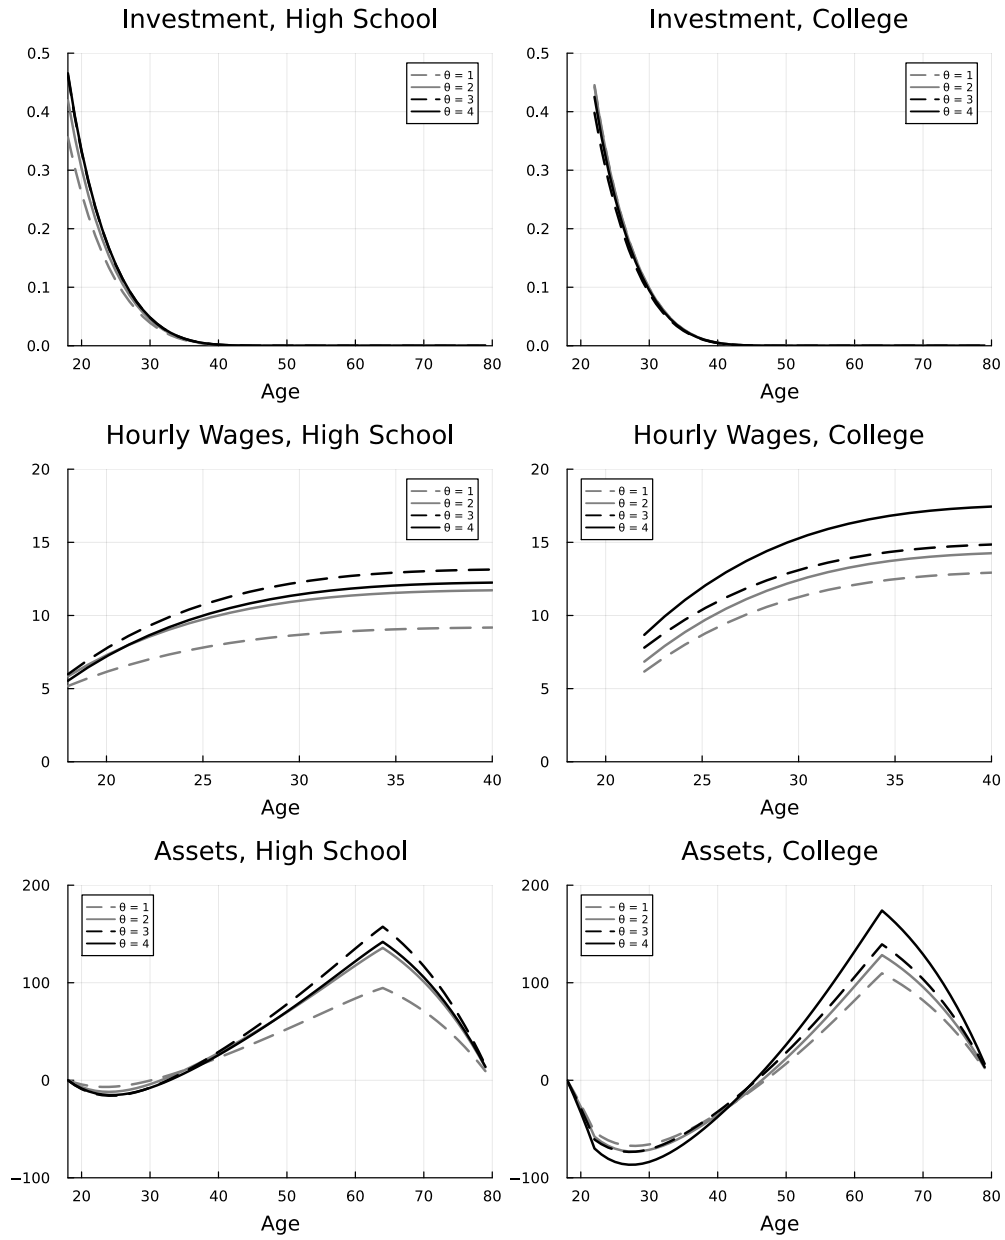 Investment, High School
0.5
0.4
0.3
0.2
0.1
0.0
θ = 1
θ = 2
θ = 3
θ = 4
20 30 40 50 60 70 80
Age
Investment, College
0.5
0.4
0.3
0.2
0.1
0.0
θ = 1
θ = 2
θ = 3
θ = 4
20 30 40 50 60 70 80
Age
Hourly Wages, High School
20
15
10
5
0
θ = 1
θ = 2
θ = 3
θ = 4
20 25 30 35 40
Age
Hourly Wages, College
20
15
10
5
0
θ = 1
θ = 2
θ = 3
θ = 4
20 25 30 35 40
Age
Assets, High School
200
100
0
−100
θ = 1
θ = 2
θ = 3
θ = 4
20 30 40 50 60 70 80
Age
Assets, College
200
100
0
−100
θ = 1
θ = 2
θ = 3
θ = 4
20 30 40 50 60 70 80
Age